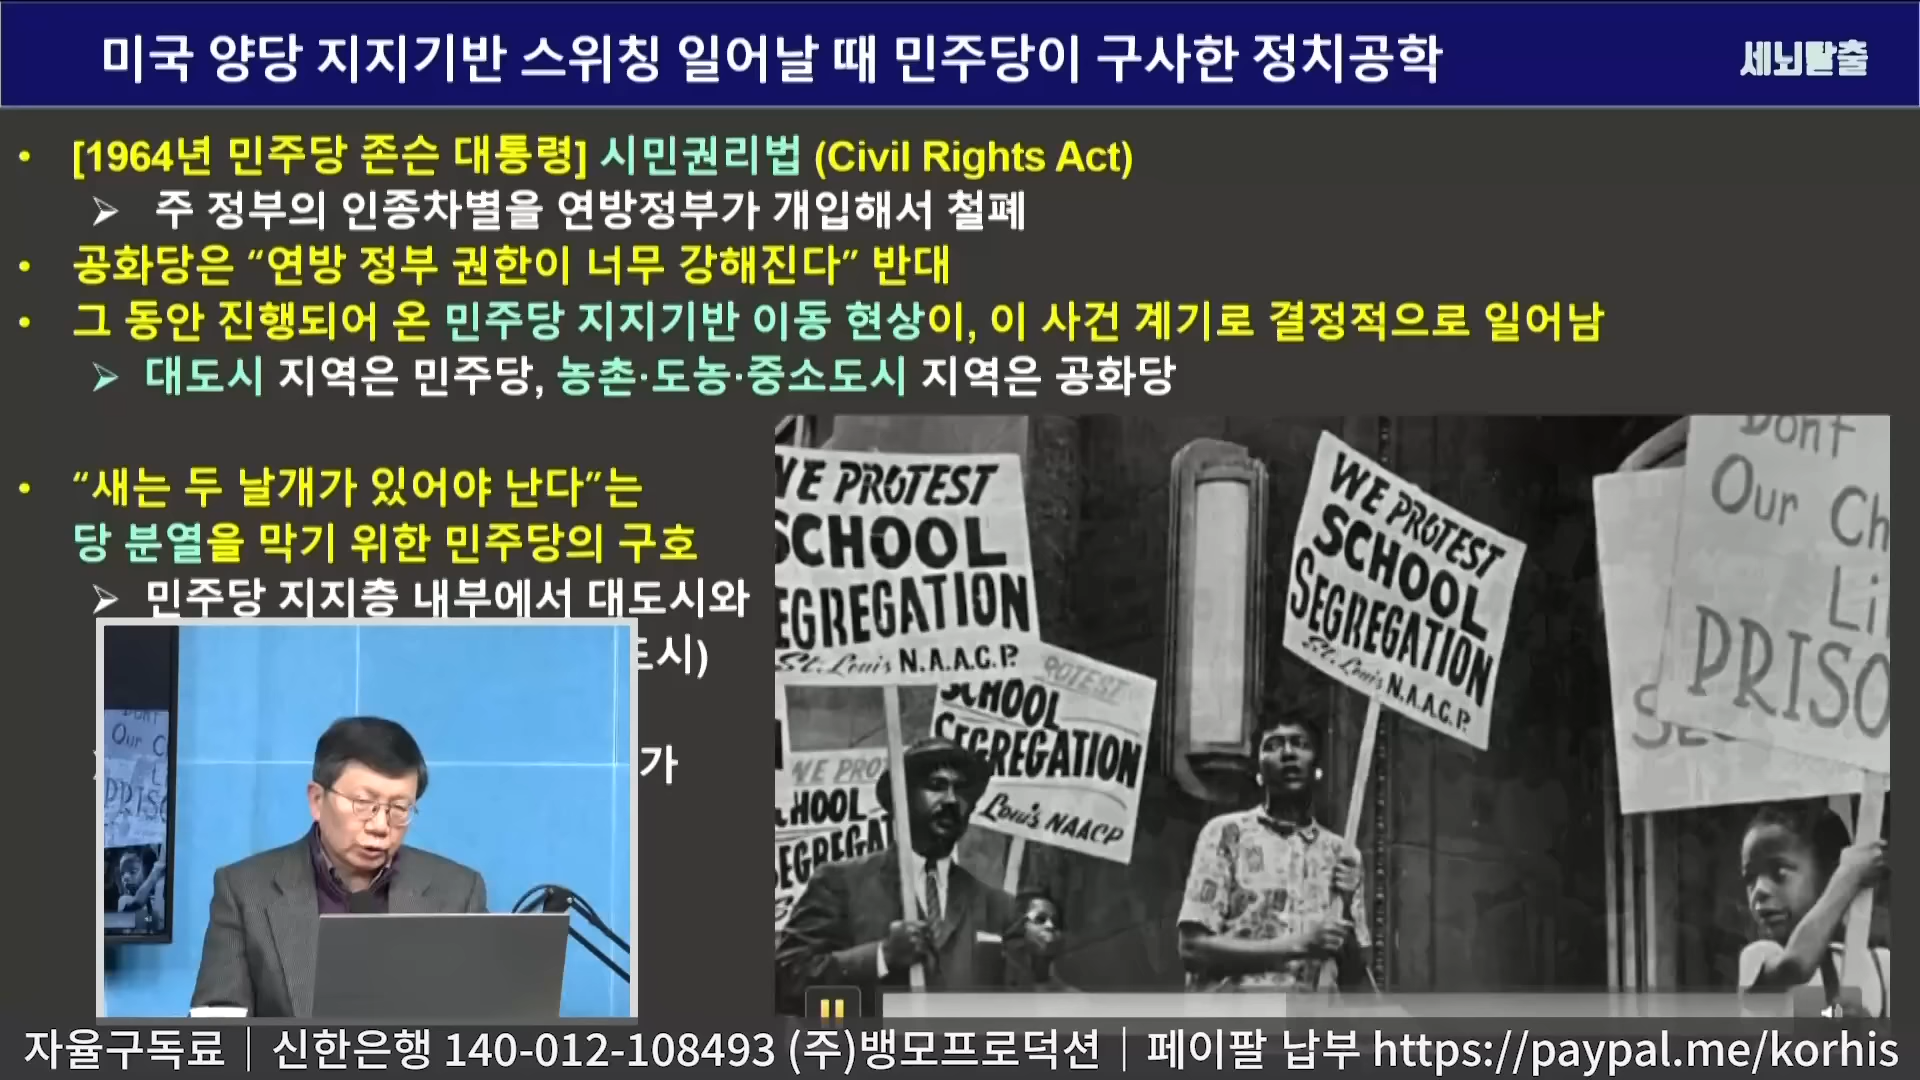 미국 양당 지지기반 스위칭 일어날 때 민주당이 구사한 정치공학
세뇌탈출
• [1964년 민주당 존슨 대통령] 시민권리법 (Civil Rights Act)
➢ 주 정부의 인종차별을 연방정부가 개입해서 철폐
• 공화당은 “연방 정부 권한이 너무 강해진다” 반대
• 그 동안 진행되어 온 민주당 지지기반 이동 현상이, 이 사건 계기로 결정적으로 일어남
➢ 대도시 지역은 민주당, 농촌·도농·중소도시 지역은 공화당
• “새는 두 날개가 있어야 난다”는
당 분열을 막기 위한 민주당의 구호
➢ 민주당 지지층 내부에서 대도시와
도시)
가
WE PROTEST
SCHOOL
SEGREGATION
St. Louis N.A.A.C.P.
PROTEST
SCHOOL
SEGREGATION
Louis NAACP
WE PRO
HOOL
EGREGAT
WE PROTEST
SCHOOL
SEGREGATION
St. Louis N.A.A.C.P.
Dont
Our Ch
Li
PRISO
Dont
Our C
L
PRISO
자율구독료｜신한은행 140-012-108493 (주)뱅모프로덕션｜페이팔 납부 https://paypal.me/korhis